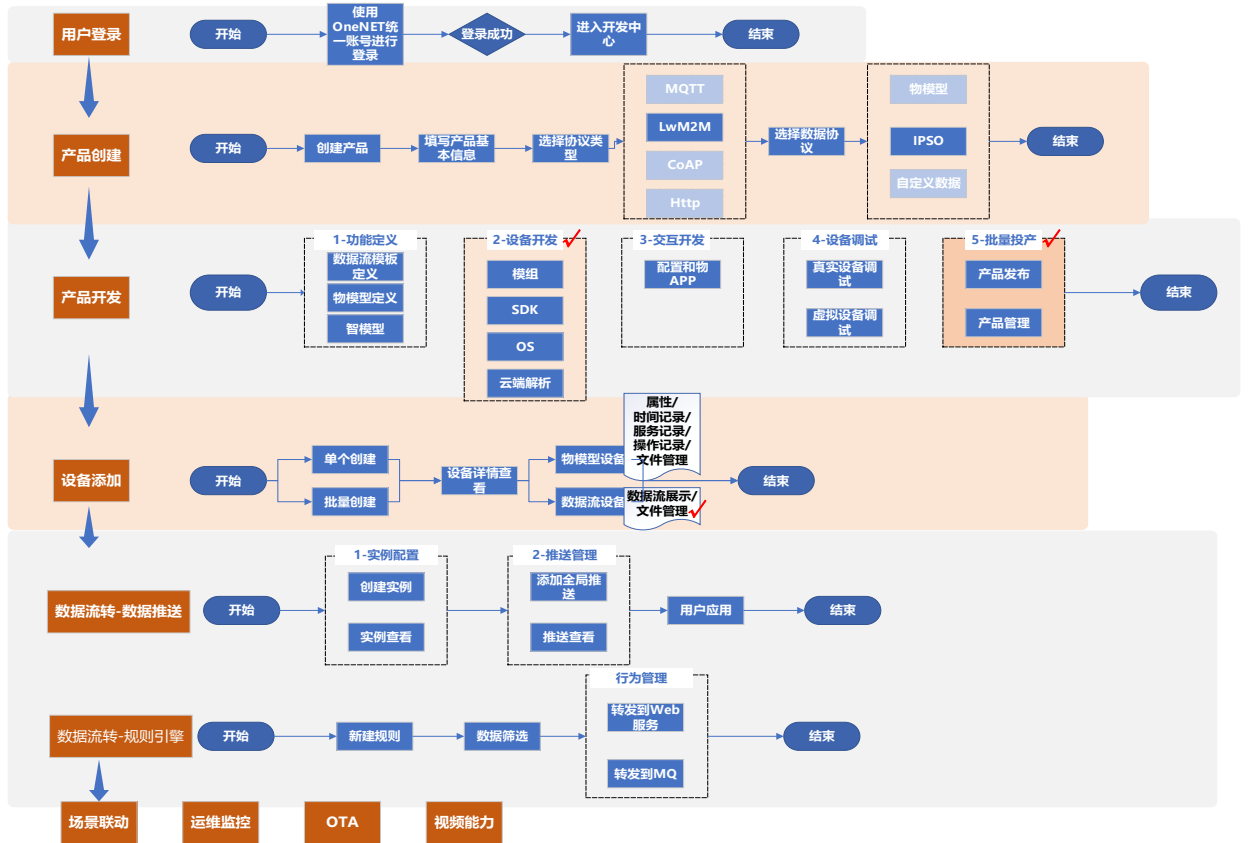 用户登录
开始
使用
OneNET统
一账号进行
登录
登录成功
进入开发中
心
结束
产品创建
开始
创建产品
填写产品基
本信息
选择协议类
型
MQTT
LwM2M
CoAP
Http
选择数据协
议
物模型
IPSO
自定义数据
结束
产品开发
开始
1-功能定义
数据流模板
定义
物模型定义
智模型
2-设备开发
模组
SDK
OS
云端解析
3-交互开发
配置和物
APP
4-设备调试
真实设备调
试
虚拟设备调
试
5-批量投产
产品发布
产品管理
结束
设备添加
开始
单个创建
批量创建
设备详情查
看
物模型设备
数据流设备
属性/
时间记录/
服务记录/
操作记录/
文件管理
数据流展示/
文件管理
结束
数据流转-数据推送
开始
1-实例配置
创建实例
实例查看
2-推送管理
添加全局推
送
推送查看
用户应用
结束
数据流转-规则引擎
开始
新建规则
数据筛选
行为管理
转发到Web
服务
转发到MQ
结束
场景联动
运维监控
OTA
视频能力